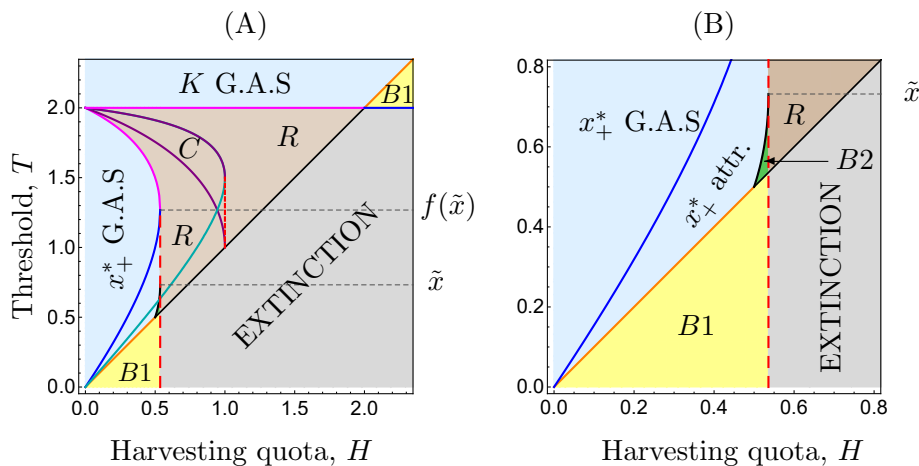 (A)
(B)
K G.A.S
B1
R
C
x*+ G.A.S
R
f(x̃)
x̃
EXTINCTION
B1
2.0
1.5
1.0
0.5
0.0
0.0
0.5
1.0
1.5
2.0
Threshold, T
Harvesting quota, H
x*+ G.A.S
R
x̃
B2
x*+ attr.
B1
EXTINCTION
0.8
0.6
0.4
0.2
0.0
0.0
0.2
0.4
0.6
0.8
Harvesting quota, H